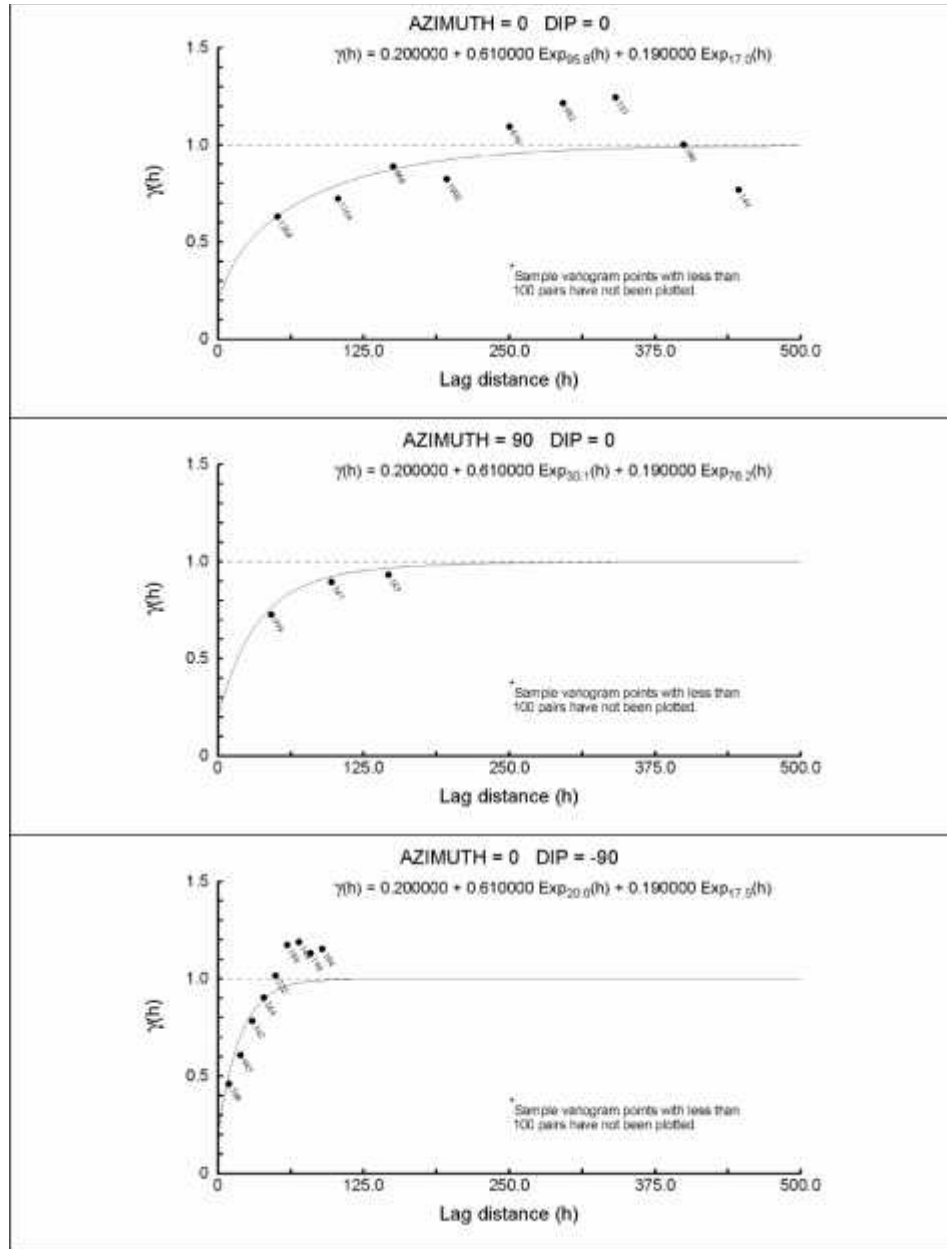 AZIMUTH = 0 DIP = 0
γ(h) = 0.200000 + 0.610000 Exp95.8(h) + 0.190000 Exp17.0(h)
1.5
1.0
0.5
0
γ(h)
*Sample variogram points with less than
100 pairs have not been plotted.
0 125.0 250.0 375.0 500.0
Lag distance (h)
AZIMUTH = 90 DIP = 0
γ(h) = 0.200000 + 0.610000 Exp30.1(h) + 0.190000 Exp76.2(h)
1.5
1.0
0.5
0
γ(h)
*Sample variogram points with less than
100 pairs have not been plotted.
0 125.0 250.0 375.0 500.0
Lag distance (h)
AZIMUTH = 0 DIP = -90
γ(h) = 0.200000 + 0.610000 Exp20.0(h) + 0.190000 Exp17.9(h)
1.5
1.0
0.5
0
γ(h)
*Sample variogram points with less than
100 pairs have not been plotted.
0 125.0 250.0 375.0 500.0
Lag distance (h)